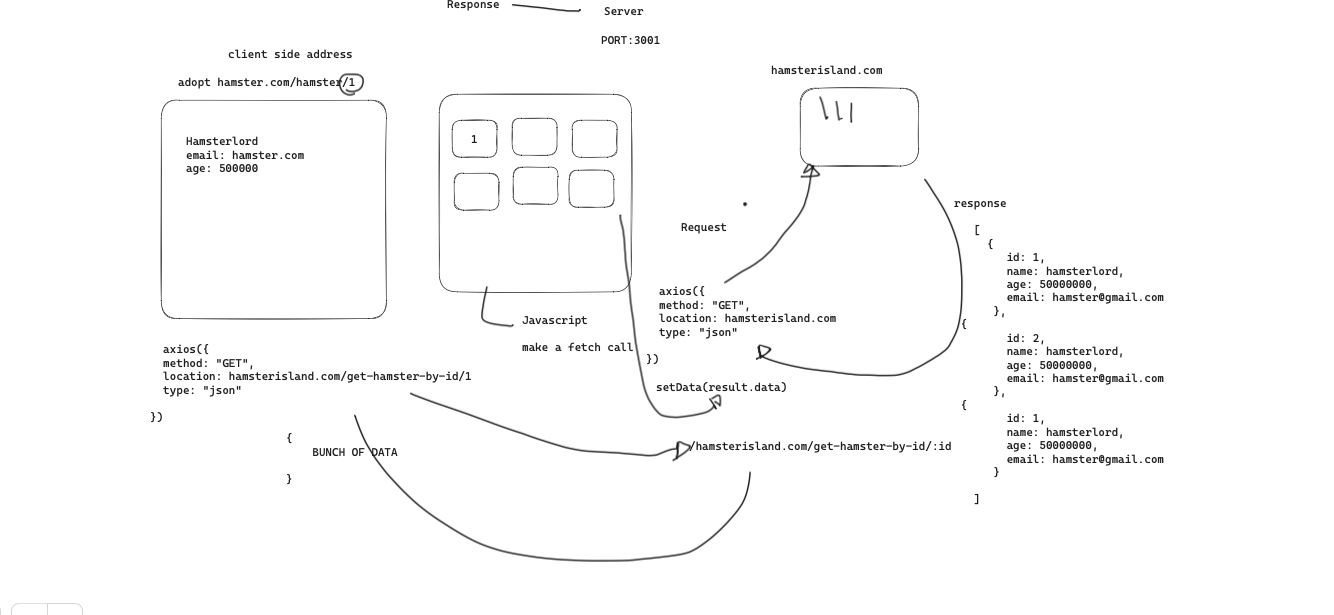 Response
Server
PORT:3001
client side address
adopt hamster.com/hamster/1
Hamsterlord
email: hamster.com
age: 500000
axios({
method: "GET",
location: hamsterisland.com/get-hamster-by-id/1
type: "json"
})
{
BUNCH OF DATA
}
1
Javascript
make a fetch call
hamsterisland.com
Request
axios({
method: "GET",
location: hamsterisland.com
type: "json"
})
setData(result.data)
/hamsterisland.com/get-hamster-by-id/:id
response
[
{
id: 1,
name: hamsterlord,
age: 50000000,
email: hamster@gmail.com
},
{
id: 2,
name: hamsterlord,
age: 50000000,
email: hamster@gmail.com
},
{
id: 1,
name: hamsterlord,
age: 50000000,
email: hamster@gmail.com
}
]